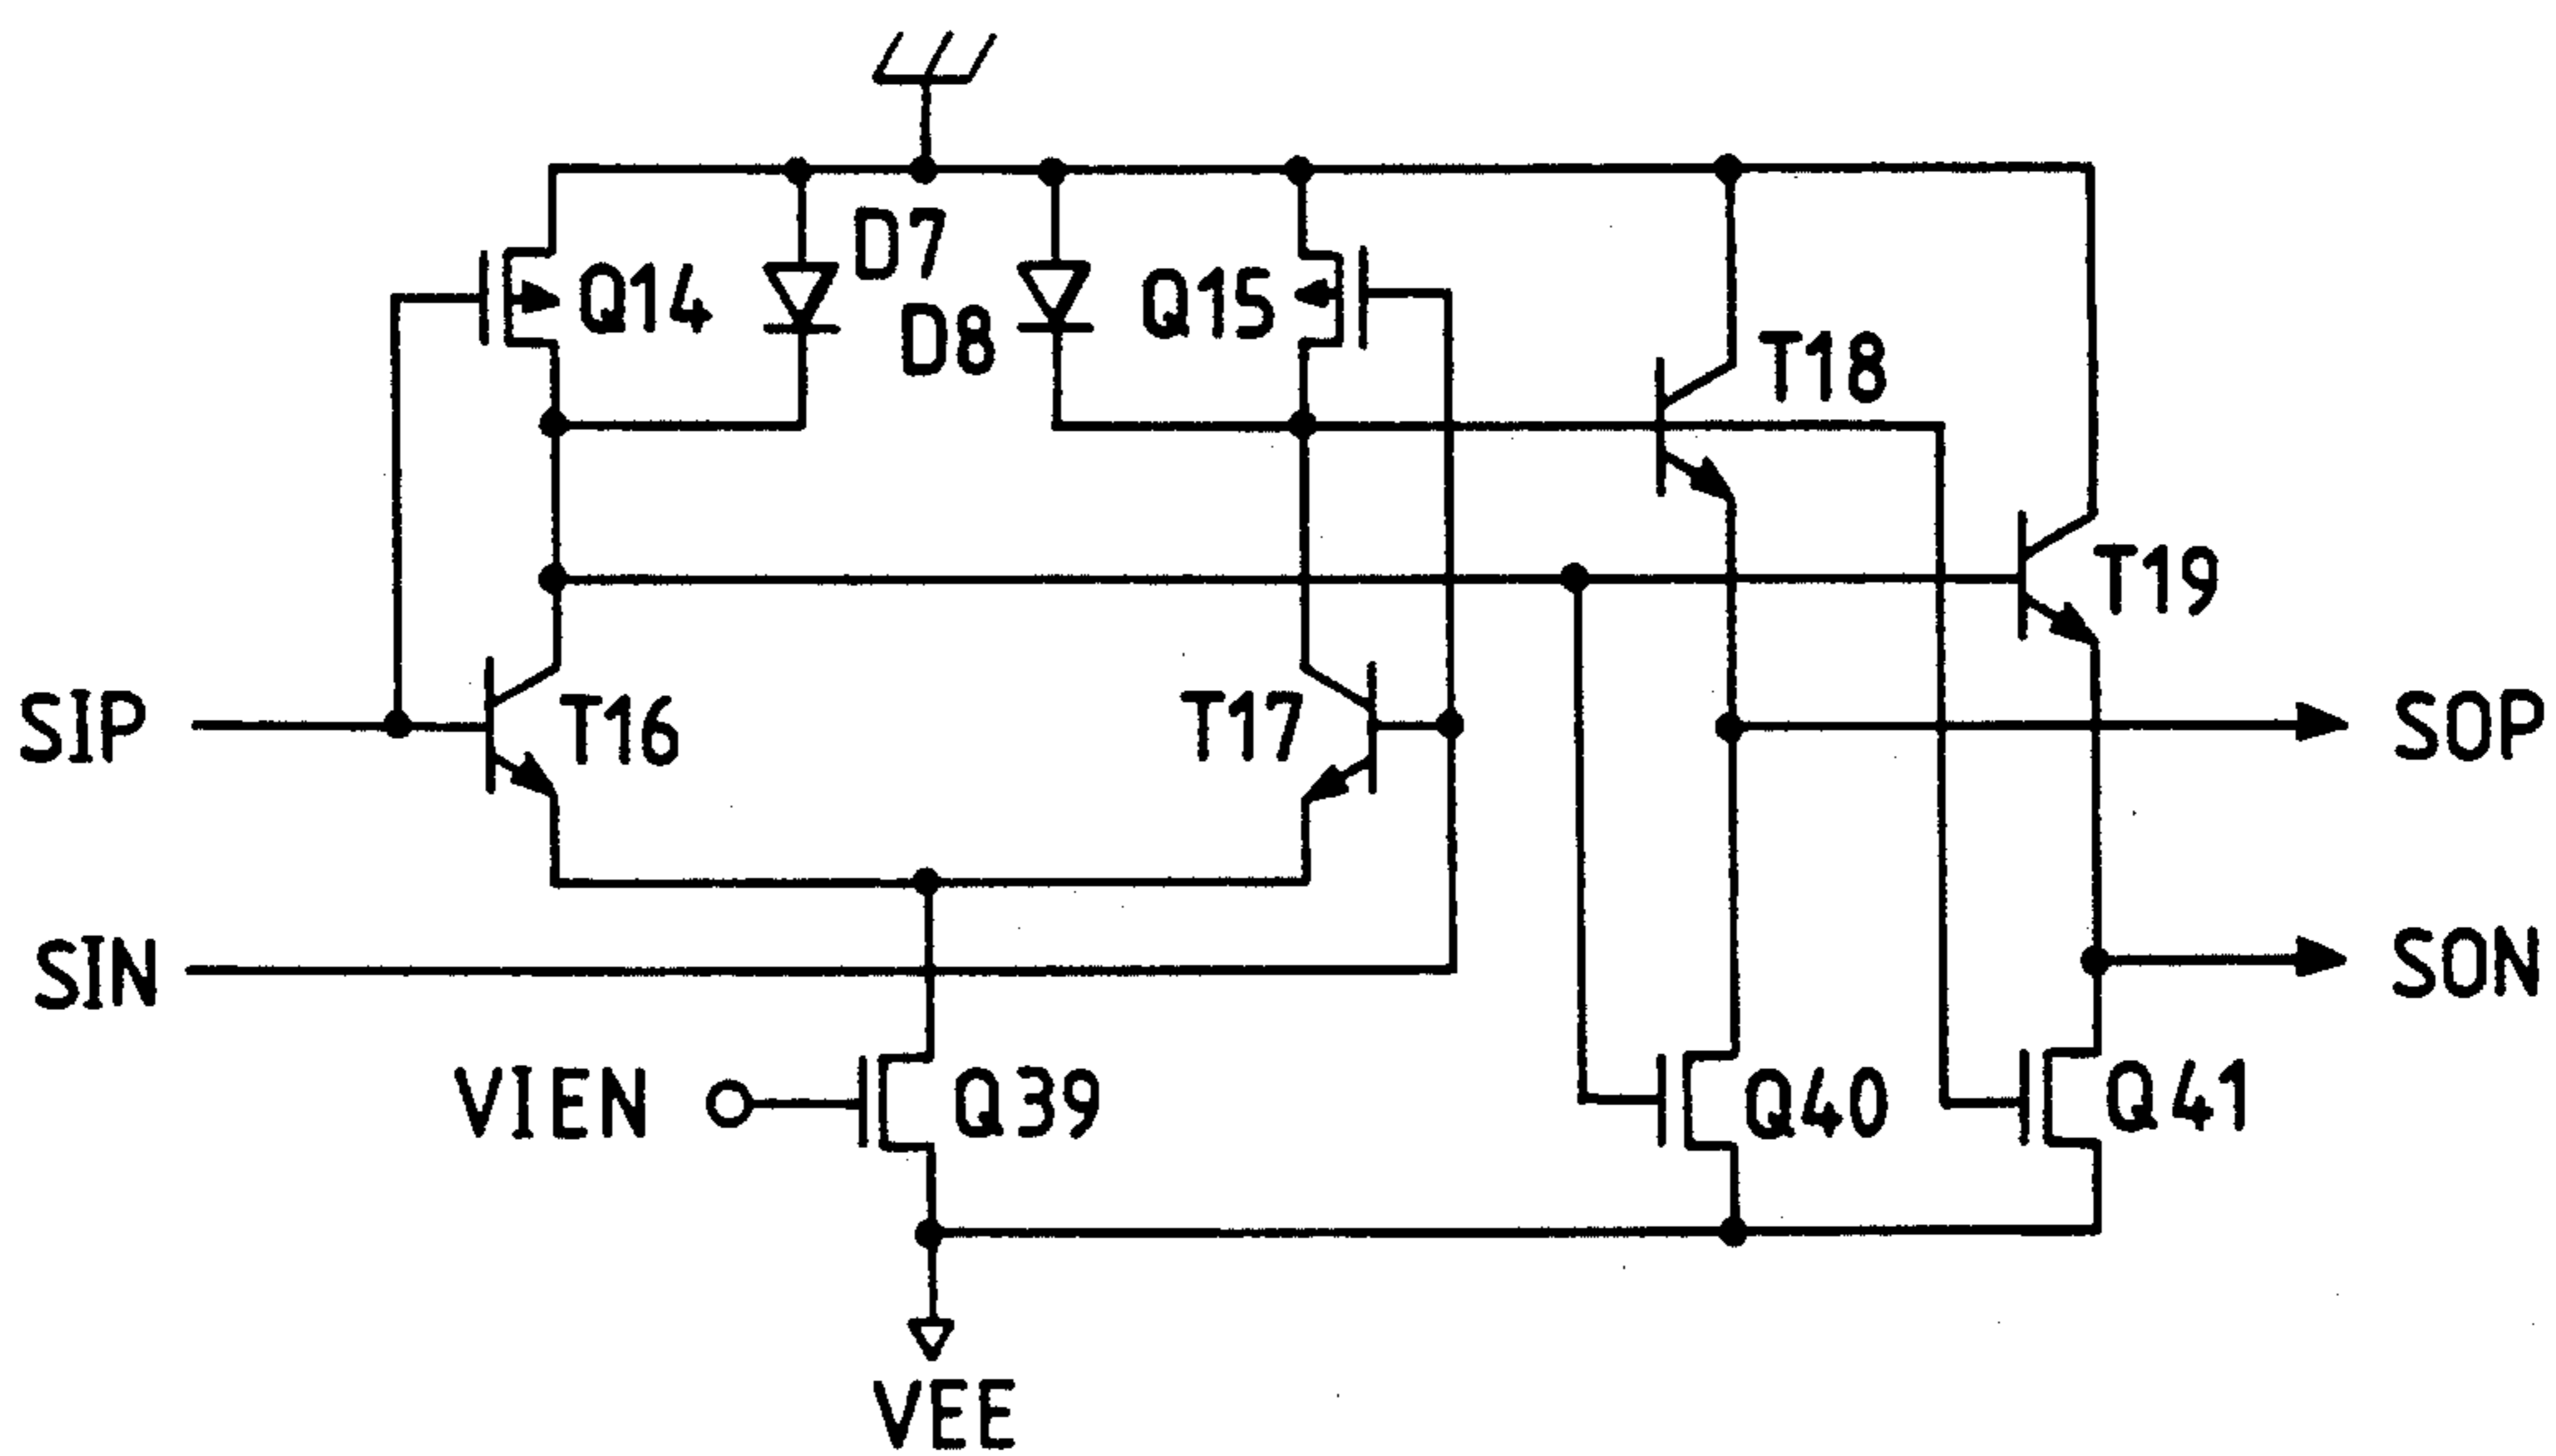 D7
Q14
D8
Q15
T18
T19
SIP
T16
T17
SOP
SIN
SON
VIEN
Q39
Q40
Q41
VEE